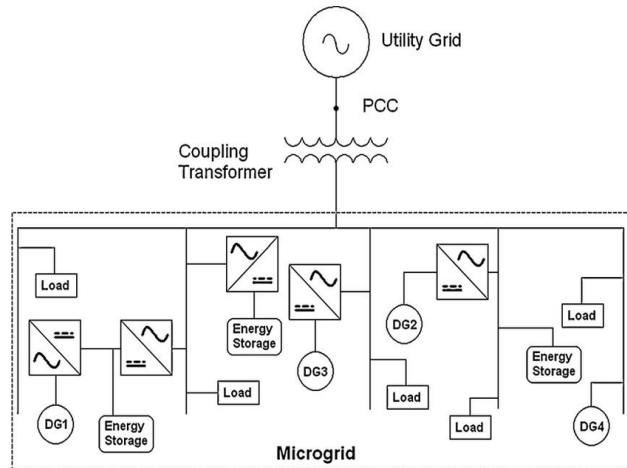 Utility Grid
PCC
Coupling
Transformer
Load
Energy
Storage
DG3
DG2
Load
Energy
Storage
DG1
Energy
Storage
Load
Load
Load
DG4
Microgrid